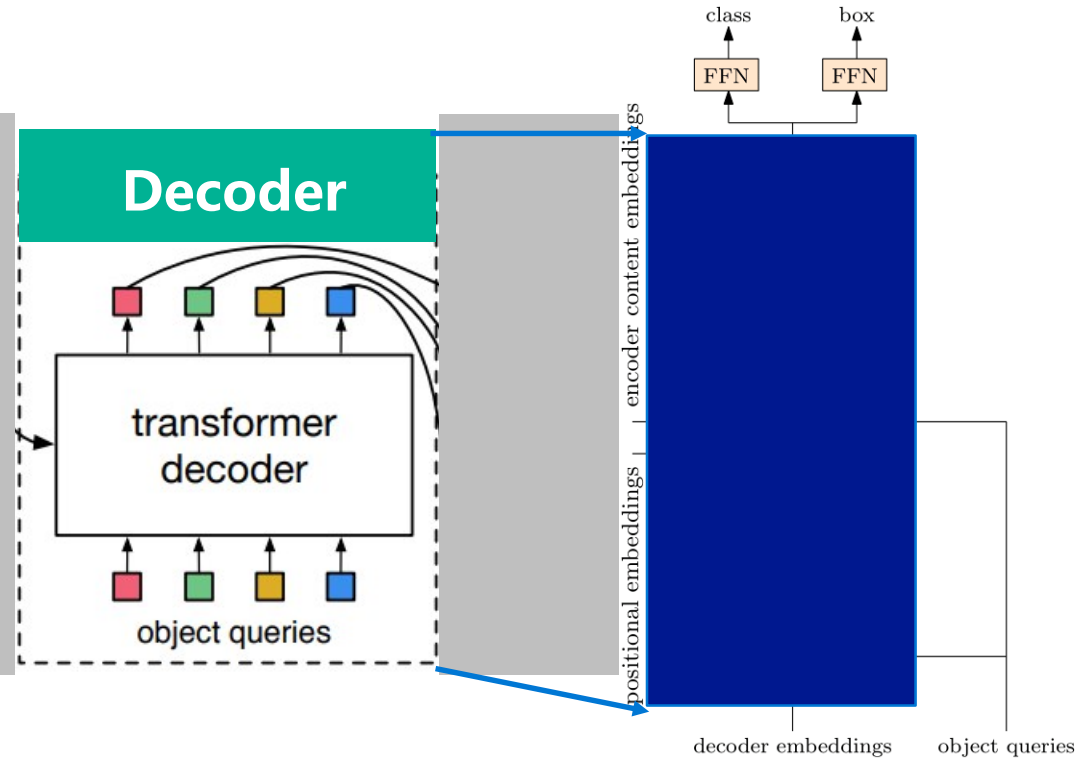 Decoder
transformer
decoder
object queries
class
box
FFN
FFN
encoder content embeddings
positional embeddings
decoder embeddings
object queries